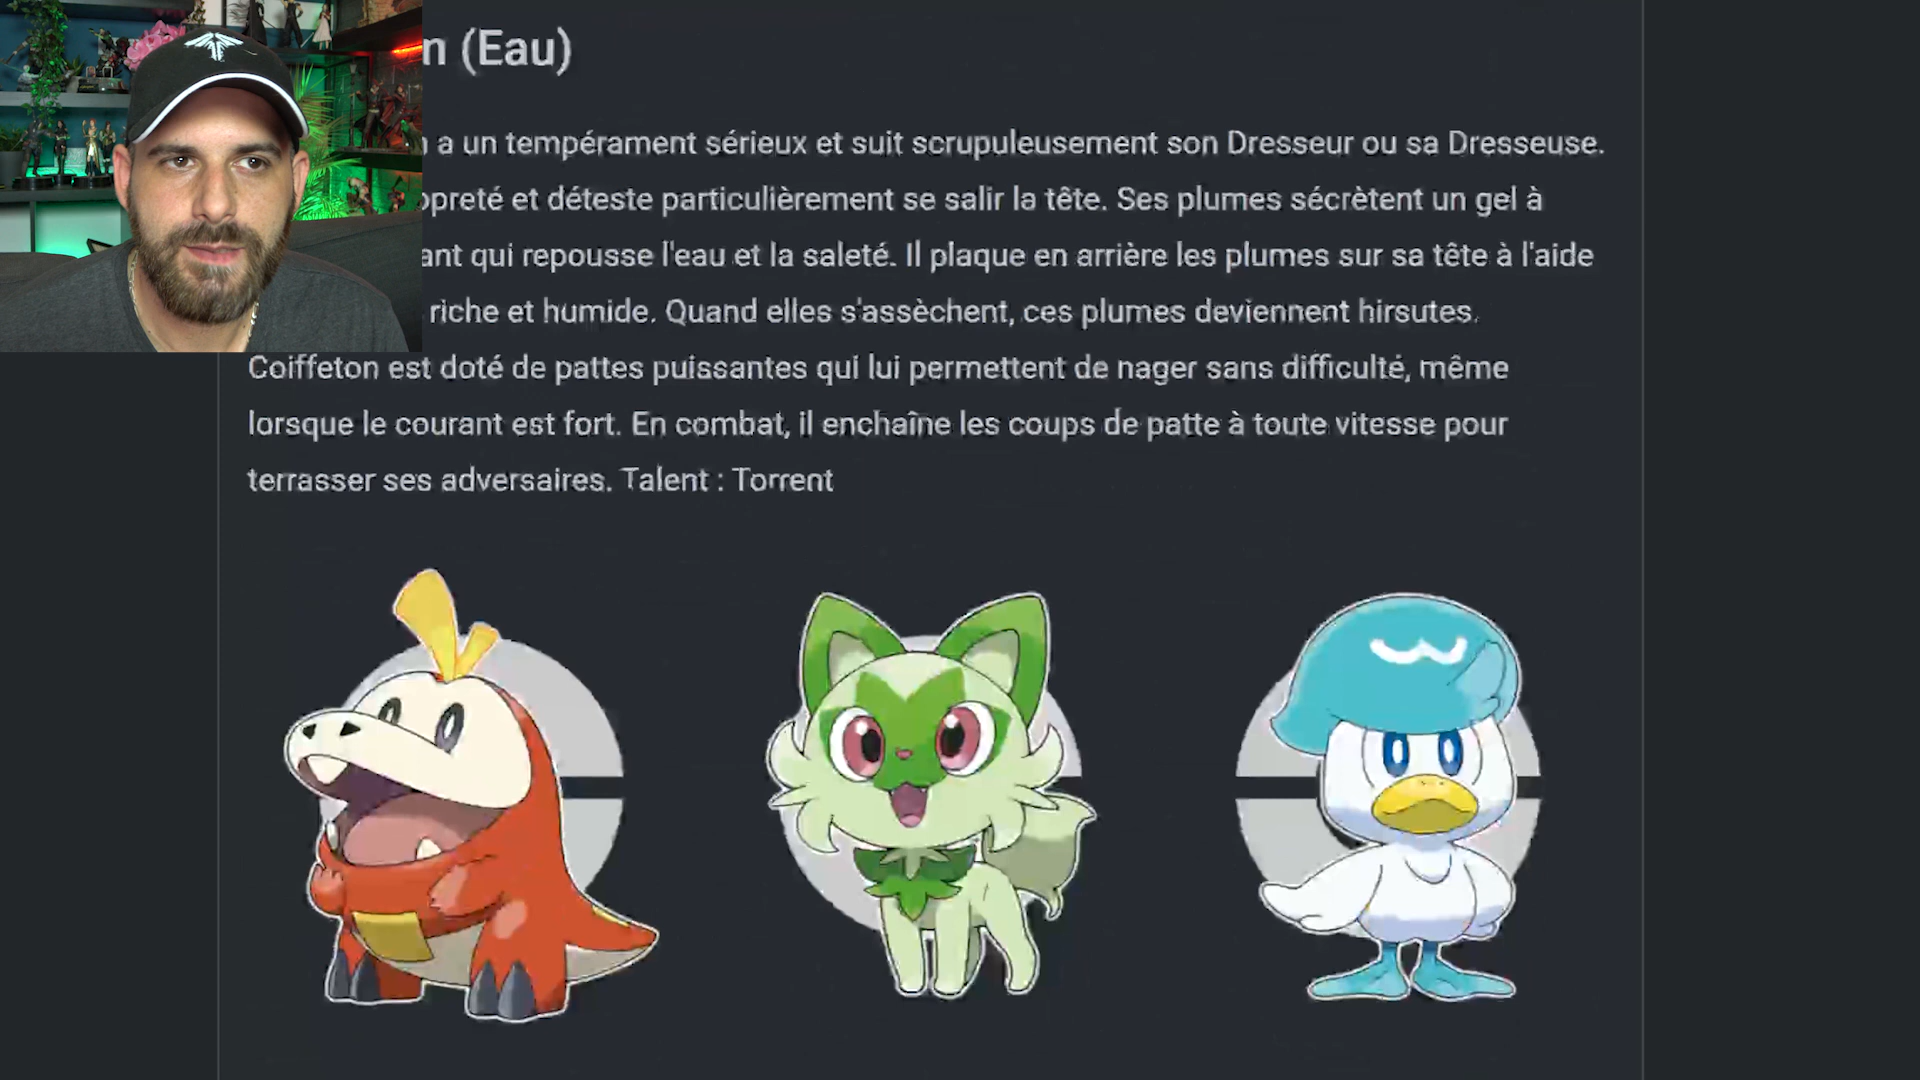 n (Eau)
a un tempérament sérieux et suit scrupuleusement son Dresseur ou sa Dresseuse.
opreté et déteste particulièrement se salir la tête. Ses plumes sécrètent un gel à
ant qui repousse l'eau et la saleté. Il plaque en arrière les plumes sur sa tête à l'aide
riche et humide. Quand elles s'assèchent, ces plumes deviennent hirsutes.
Coiffeton est doté de pattes puissantes qui lui permettent de nager sans difficulté, même
lorsque le courant est fort. En combat, il enchaîne les coups de patte à toute vitesse pour
terrasser ses adversaires. Talent : Torrent